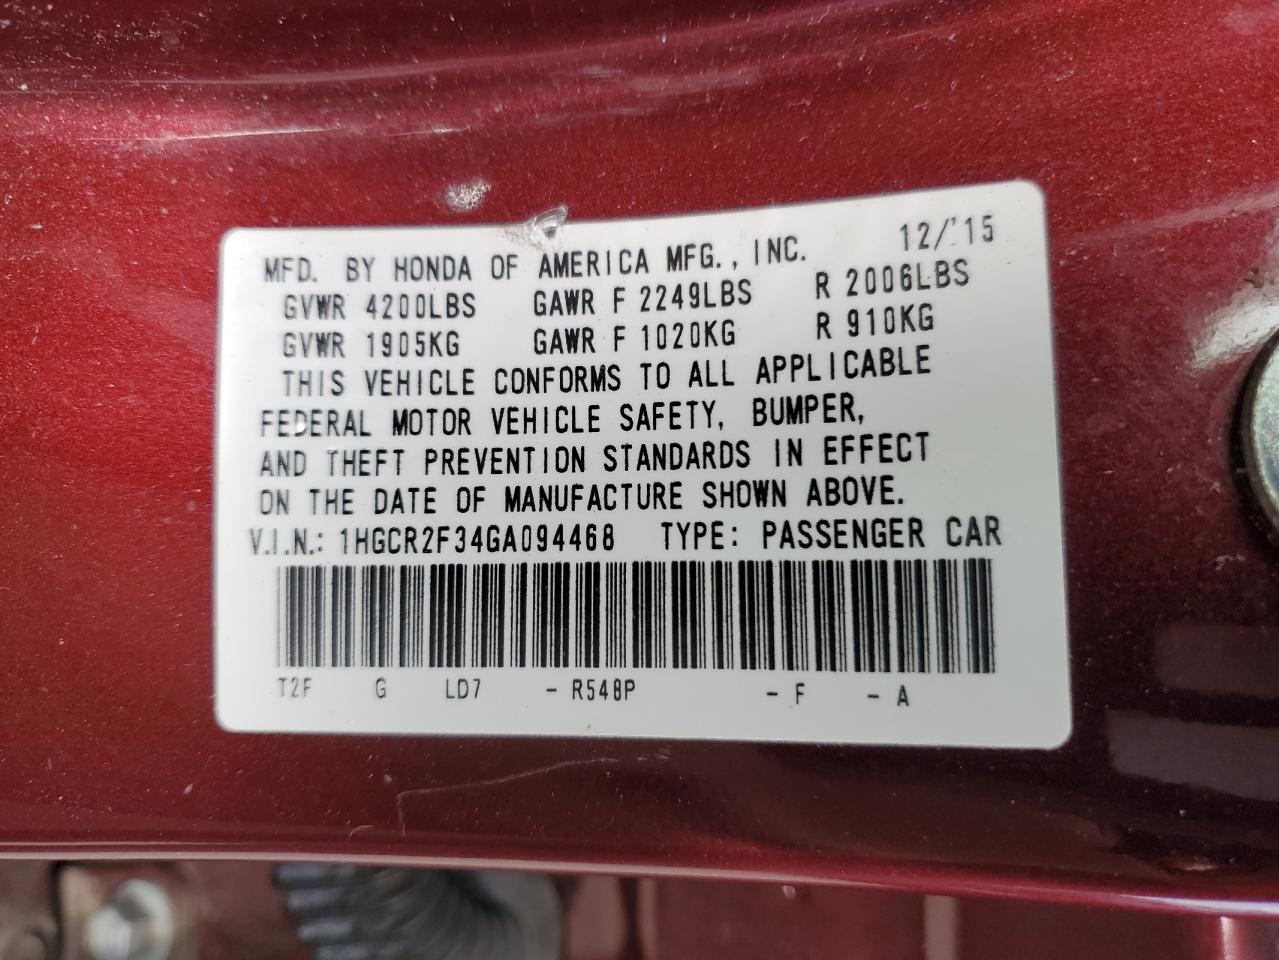 MFD. BY HONDA OF AMERICA MFG., INC. 12/'15
GVWR 4200LBS GAWR F 2249LBS R 2006LBS
GVWR 1905KG GAWR F 1020KG R 910KG
THIS VEHICLE CONFORMS TO ALL APPLICABLE
FEDERAL MOTOR VEHICLE SAFETY, BUMPER,
AND THEFT PREVENTION STANDARDS IN EFFECT
ON THE DATE OF MANUFACTURE SHOWN ABOVE.
V.I.N.: 1HGCR2F34GA094468 TYPE: PASSENGER CAR
T2F G LD7 - R548P - F - A